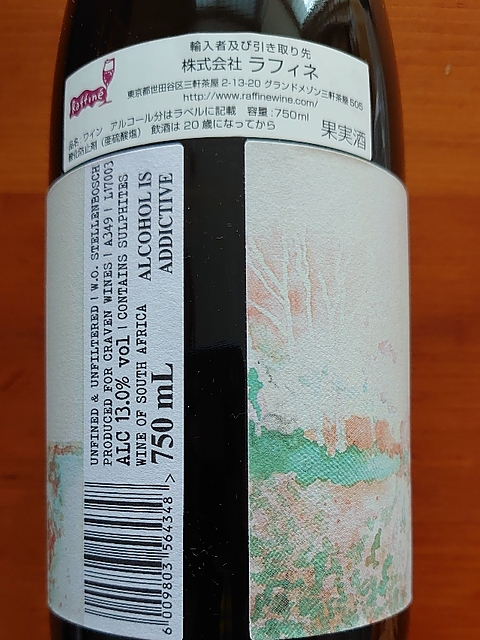 輸入者及び引き取り先
株式会社 ラフィネ
Raffiné
東京都世田谷区三軒茶屋 2-13-20 グランドメゾン三軒茶屋 505
http://www.raffinewine.com/
品名:ワイン アルコール分はラベルに記載 容量:750ml
酸化防止剤(亜硫酸塩) 飲酒は 20 歳になってから
果実酒
UNFINED & UNFILTERED | W.O. STELLENBOSCH
PRODUCED FOR CRAVEN WINES | A349 | L17003
ALC 13.0% vol | CONTAINS SULPHITES
WINE OF SOUTH AFRICA
750 mL
ALCOHOL IS
ADDICTIVE
6 009803 564348 >